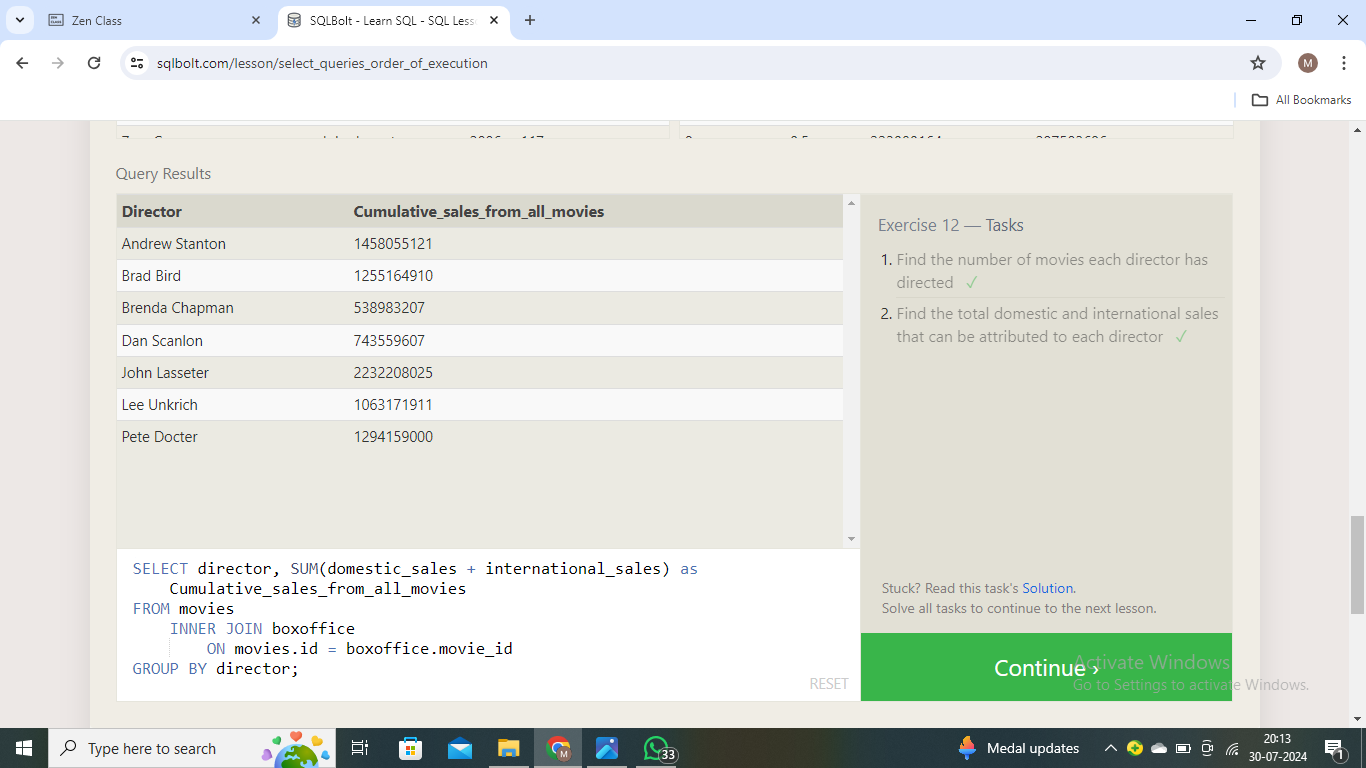 Zen Class
SQLBolt - Learn SQL - SQL Less
sqlbolt.com/lesson/select_queries_order_of_execution
M
All Bookmarks
Query Results
Director Cumulative_sales_from_all_movies
Andrew Stanton 1458055121
Brad Bird 1255164910
Brenda Chapman 538983207
Dan Scanlon 743559607
John Lasseter 2232208025
Lee Unkrich 1063171911
Pete Docter 1294159000
Exercise 12 — Tasks
1. Find the number of movies each director has
directed ✓
2. Find the total domestic and international sales
that can be attributed to each director ✓
SELECT director, SUM(domestic_sales + international_sales) as
Cumulative_sales_from_all_movies
FROM movies
INNER JOIN boxoffice
ON movies.id = boxoffice.movie_id
GROUP BY director;
RESET
Stuck? Read this task's Solution.
Solve all tasks to continue to the next lesson.
Continue ›
Activate Windows
Go to Settings to activate Windows.
Type here to search
M
33
Medal updates
20:13
30-07-2024
1